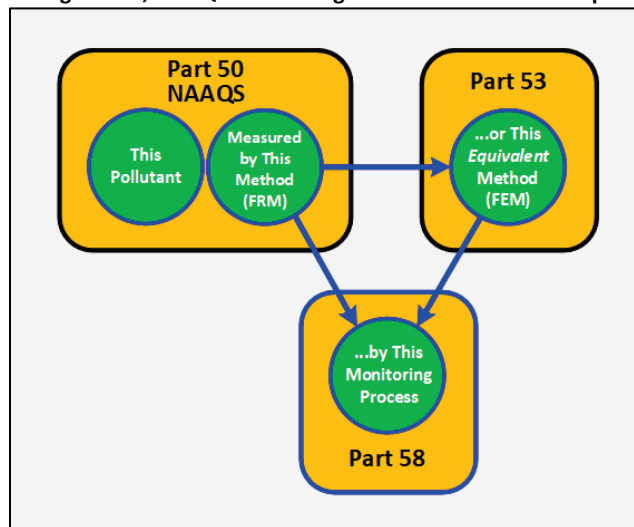 Part 50
NAAQS
This
Pollutant
Measured
by This
Method
(FRM)
Part 53
...or This
Equivalent
Method
(FEM)
...by This
Monitoring
Process
Part 58